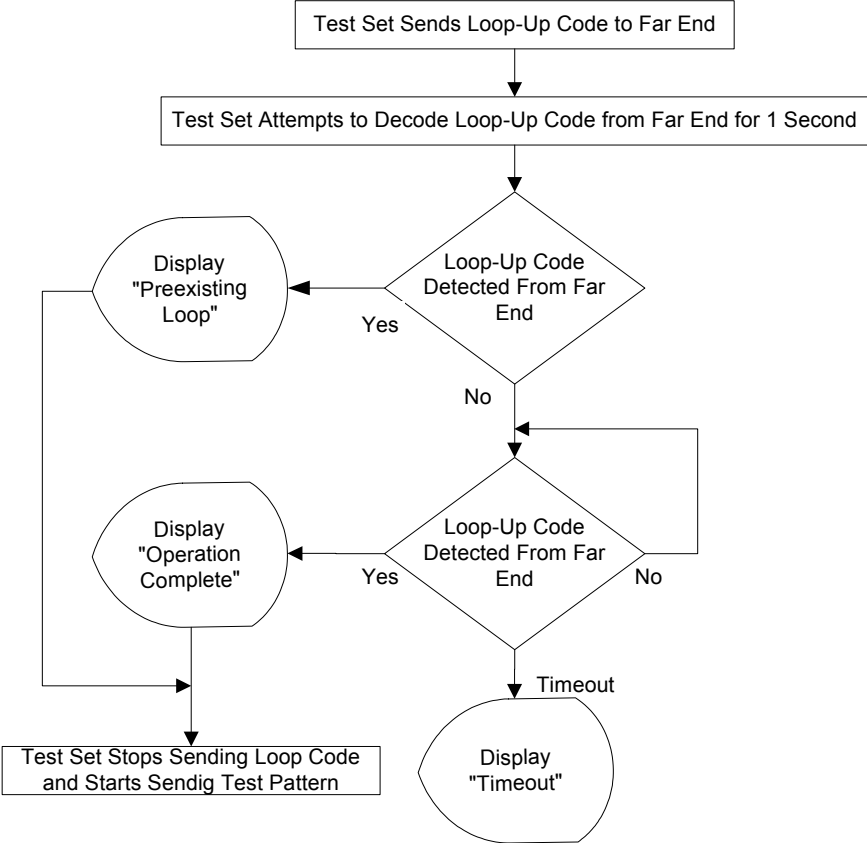 Test Set Sends Loop-Up Code to Far End
Test Set Attempts to Decode Loop-Up Code from Far End for 1 Second
Loop-Up Code
Detected From Far
End
Display
"Preexisting
Loop"
Yes
No
Loop-Up Code
Detected From Far
End
Display
"Operation
Complete"
Yes
No
Timeout
Test Set Stops Sending Loop Code
and Starts Sendig Test Pattern
Display
"Timeout"